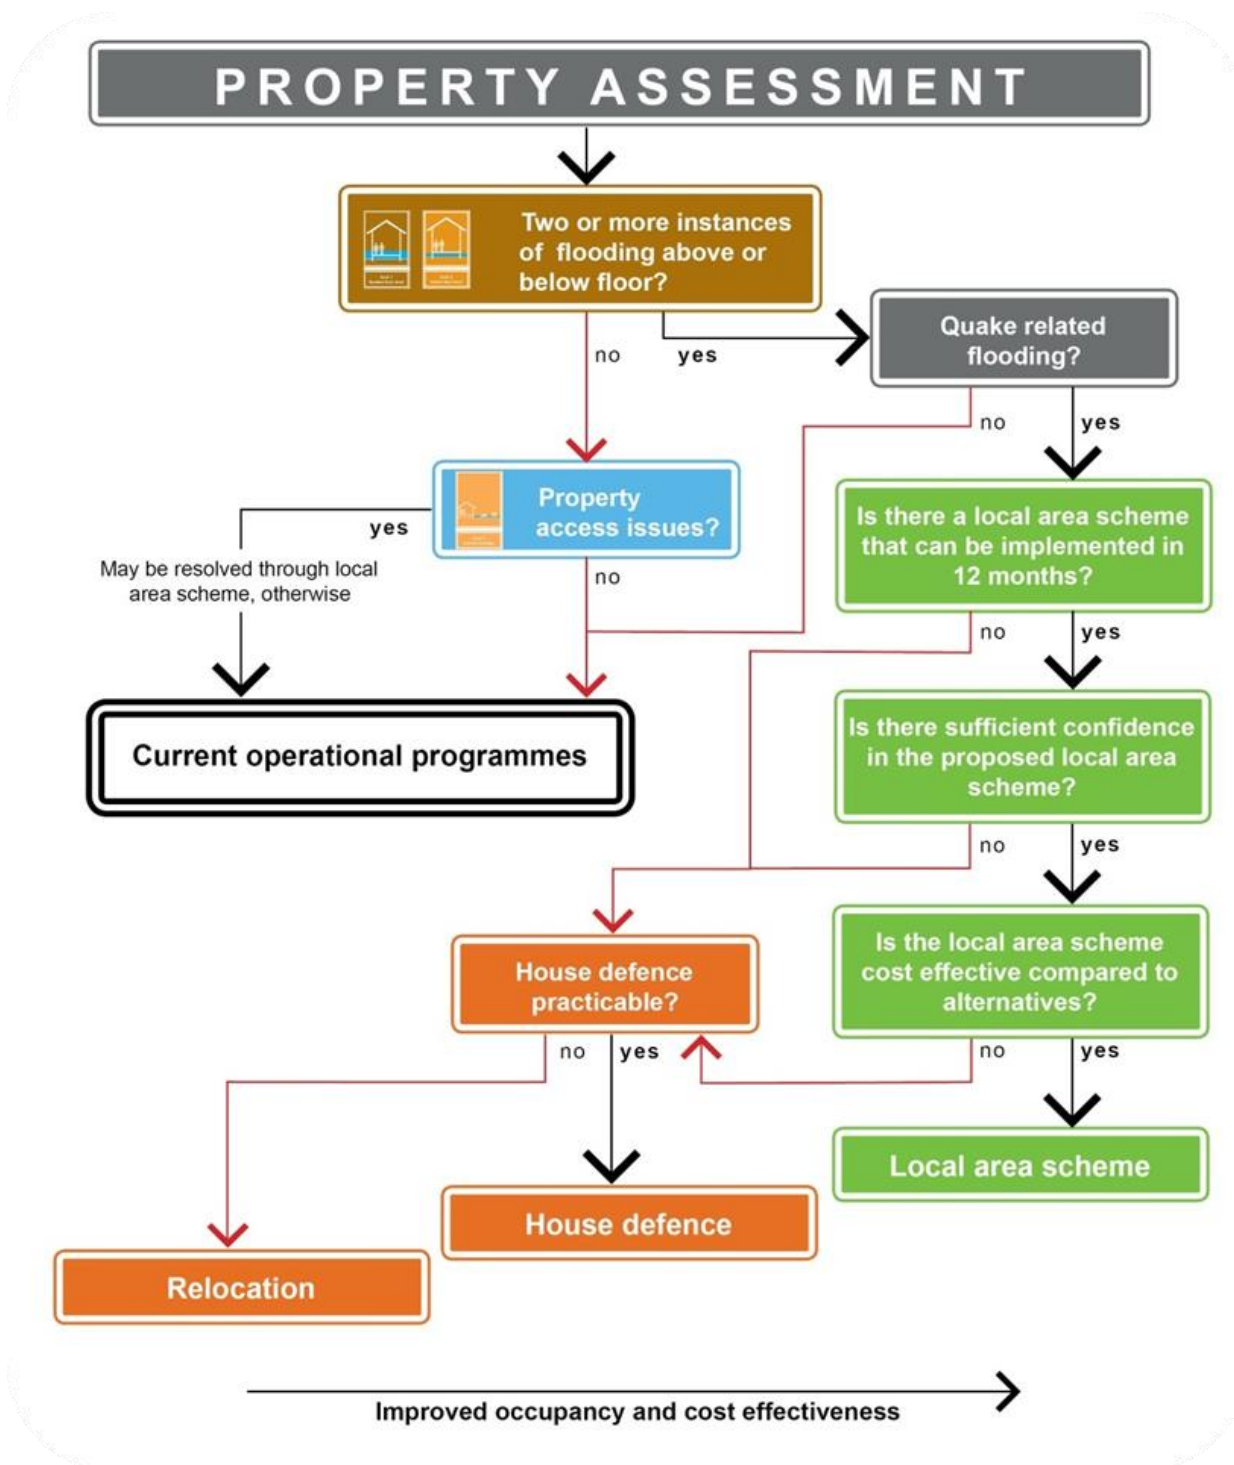 PROPERTY ASSESSMENT
Two or more instances
of flooding above or
below floor?
no
yes
Quake related
flooding?
no
yes
Property
access issues?
yes
no
May be resolved through local
area scheme, otherwise
Is there a local area scheme
that can be implemented in
12 months?
no
yes
Current operational programmes
Is there sufficient confidence
in the proposed local area
scheme?
no
yes
House defence
practicable?
Is the local area scheme
cost effective compared to
alternatives?
no
yes
no
yes
Local area scheme
House defence
Relocation
Improved occupancy and cost effectiveness